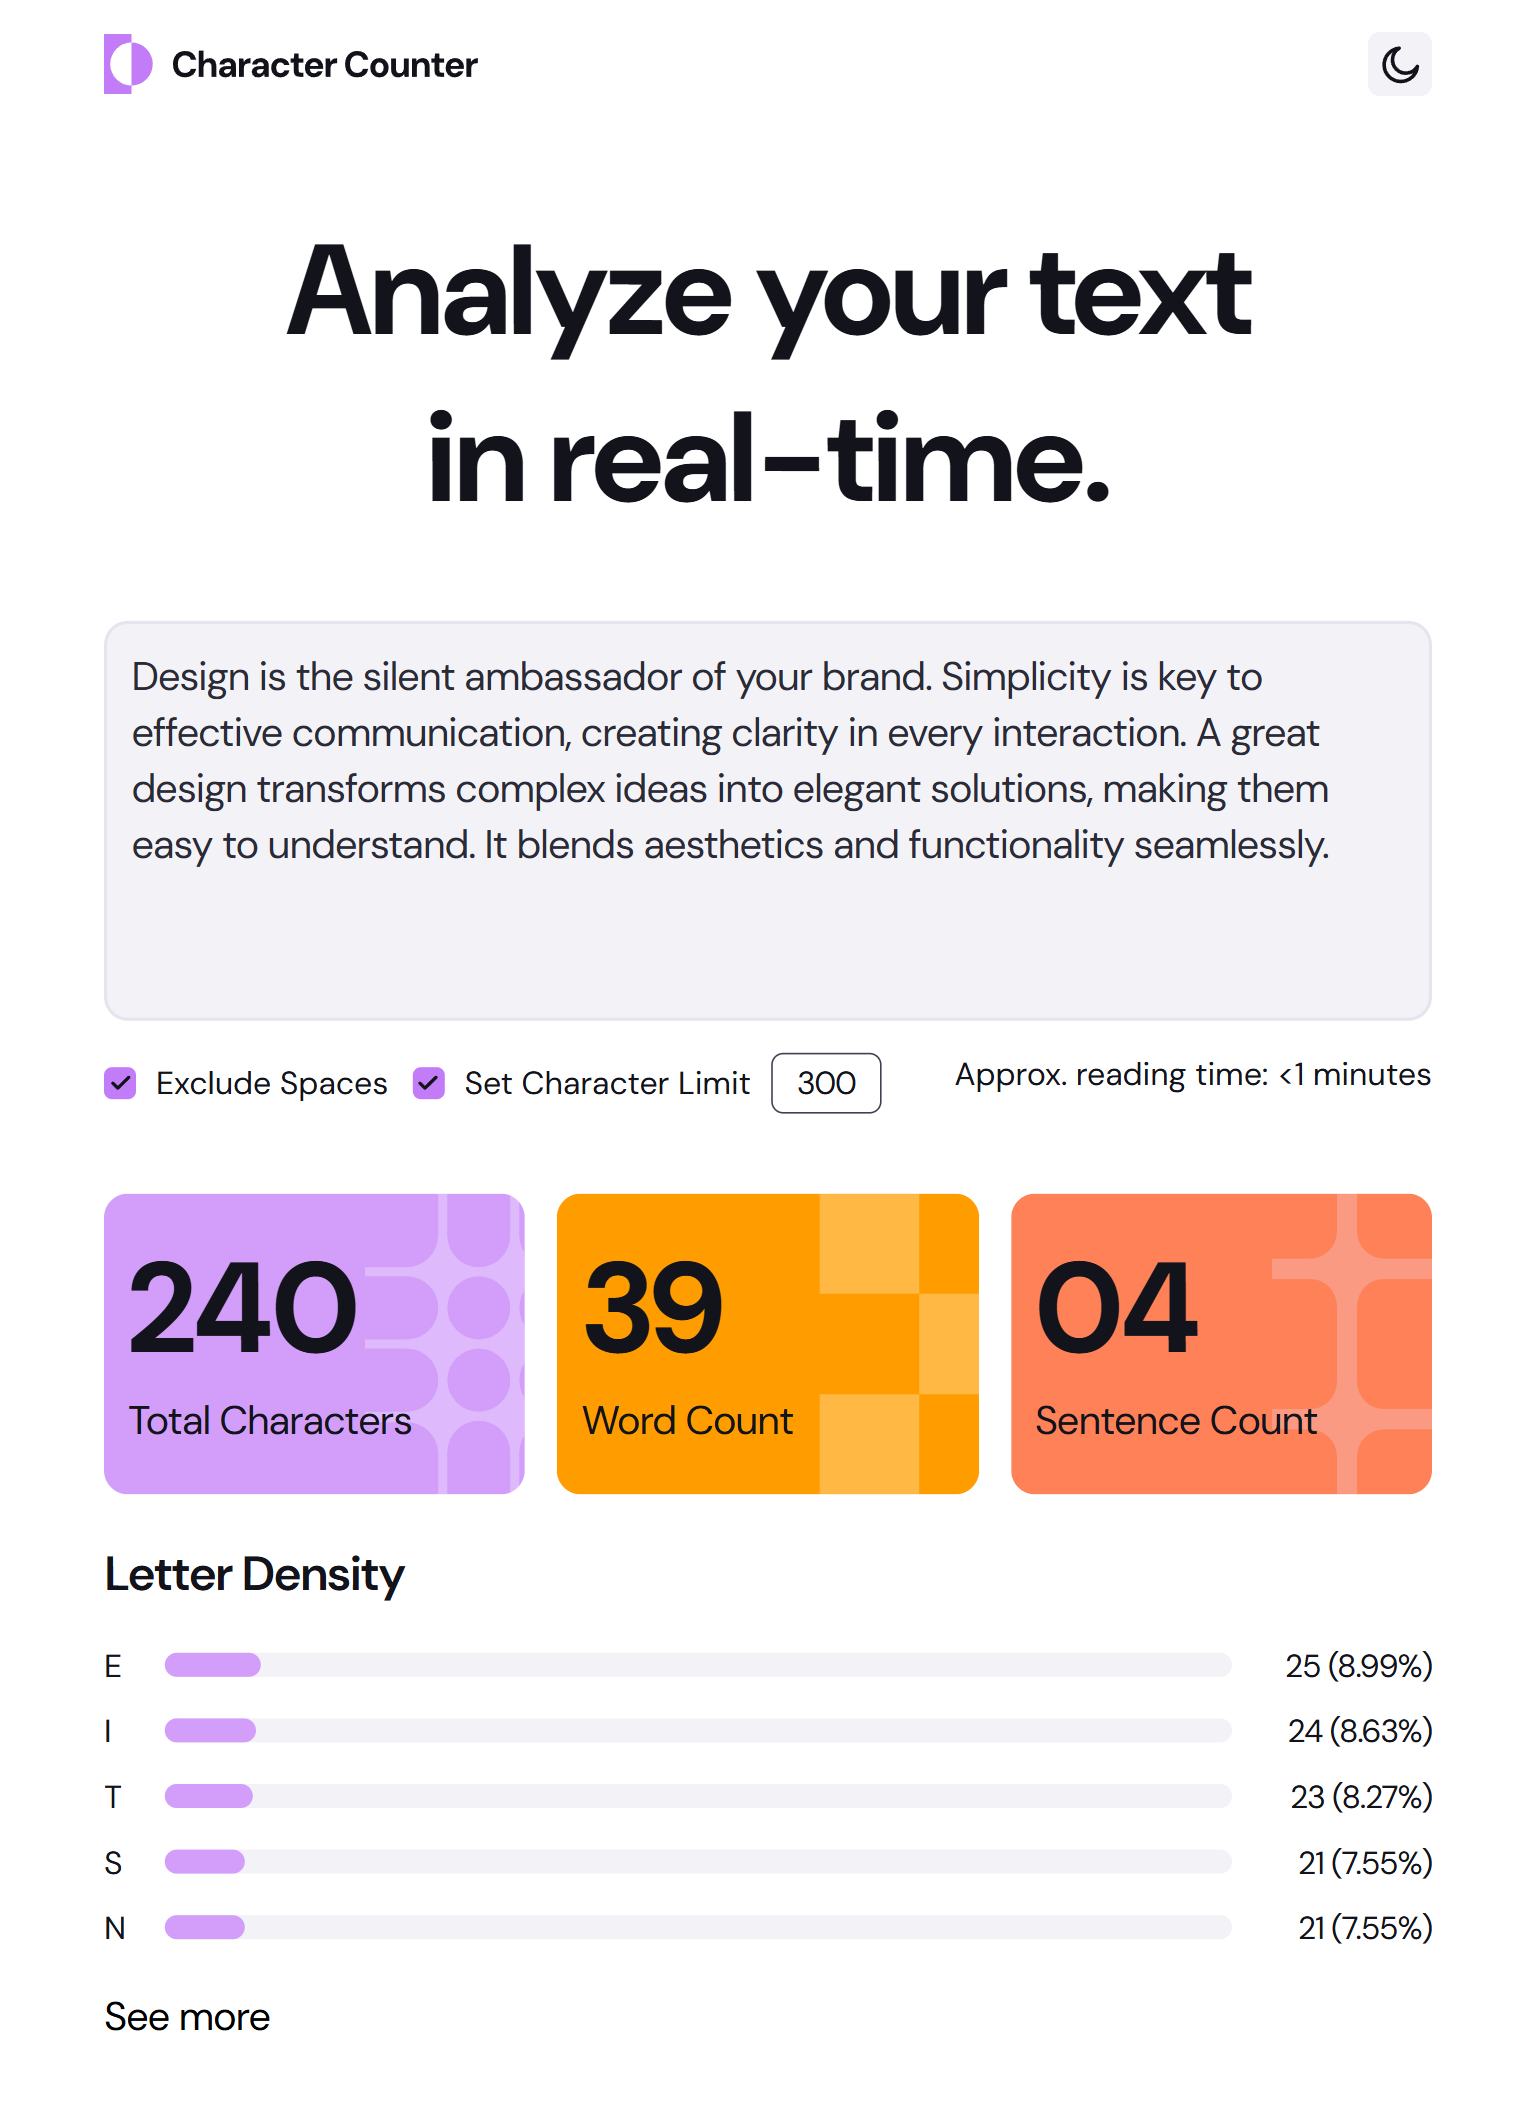 Character Counter
Analyze your text
in real-time.
Design is the silent ambassador of your brand. Simplicity is key to
effective communication, creating clarity in every interaction. A great
design transforms complex ideas into elegant solutions, making them
easy to understand. It blends aesthetics and functionality seamlessly.
Exclude Spaces Set Character Limit 300 Approx. reading time: <1 minutes
240 39 04
Total Characters Word Count Sentence Count
Letter Density
E 25 (8.99%)
I 24 (8.63%)
T 23 (8.27%)
S 21 (7.55%)
N 21 (7.55%)
See more